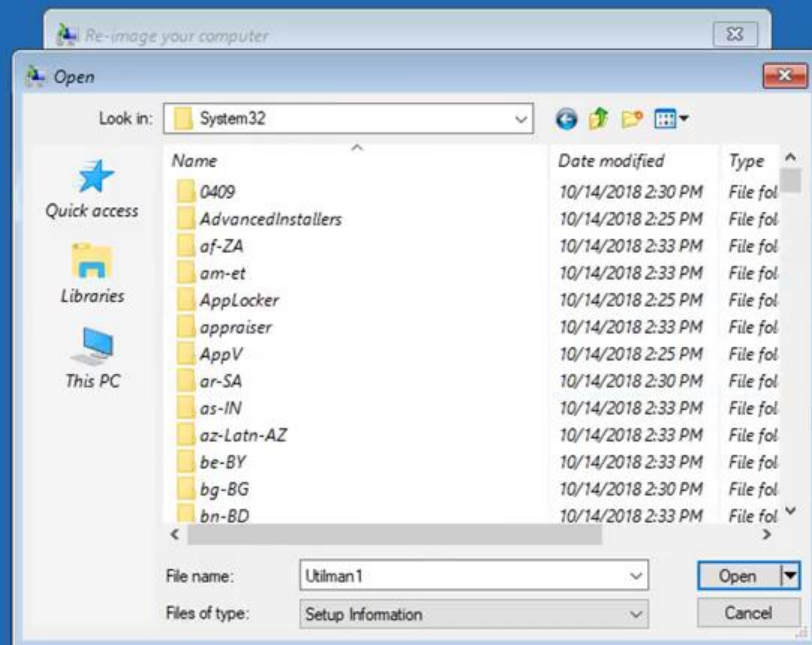 Re-image your computer
Open
Look in: System32
Name Date modified Type
0409 10/14/2018 2:30 PM File fol
AdvancedInstallers 10/14/2018 2:25 PM File fol
af-ZA 10/14/2018 2:33 PM File fol
am-et 10/14/2018 2:33 PM File fol
AppLocker 10/14/2018 2:25 PM File fol
appraiser 10/14/2018 2:33 PM File fol
AppV 10/14/2018 2:25 PM File fol
ar-SA 10/14/2018 2:30 PM File fol
as-IN 10/14/2018 2:33 PM File fol
az-Latn-AZ 10/14/2018 2:33 PM File fol
be-BY 10/14/2018 2:33 PM File fol
bg-BG 10/14/2018 2:30 PM File fol
bn-BD 10/14/2018 2:33 PM File fol
Quick access
Libraries
This PC
File name: Utilman1 Open
Files of type: Setup Information Cancel